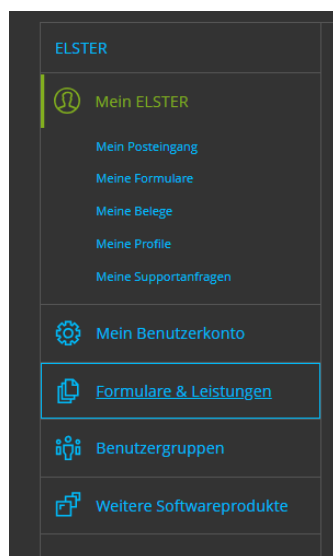 ELSTER
Mein ELSTER
Mein Posteingang
Meine Formulare
Meine Belege
Meine Profile
Meine Supportanfragen
Mein Benutzerkonto
Formulare & Leistungen
Benutzergruppen
Weitere Softwareprodukte